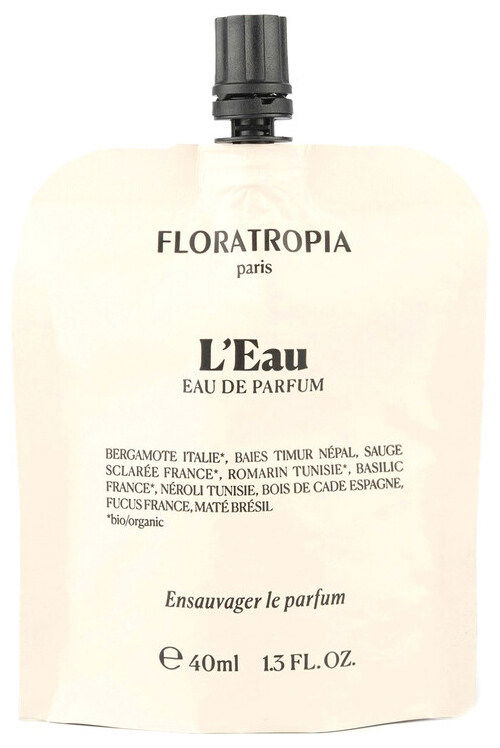 FLORATROPIA
paris
L'Eau
EAU DE PARFUM
BERGAMOTE ITALIE*, BAIES TIMUR NÉPAL, SAUGE
SCLARÉE FRANCE*, ROMARIN TUNISIE*, BASILIC
FRANCE*, NÉROLI TUNISIE, BOIS DE CADE ESPAGNE,
FUCUS FRANCE, MATÉ BRÉSIL
*bio/organic
Ensauvager le parfum
℮ 40ml 1.3 FL.OZ.